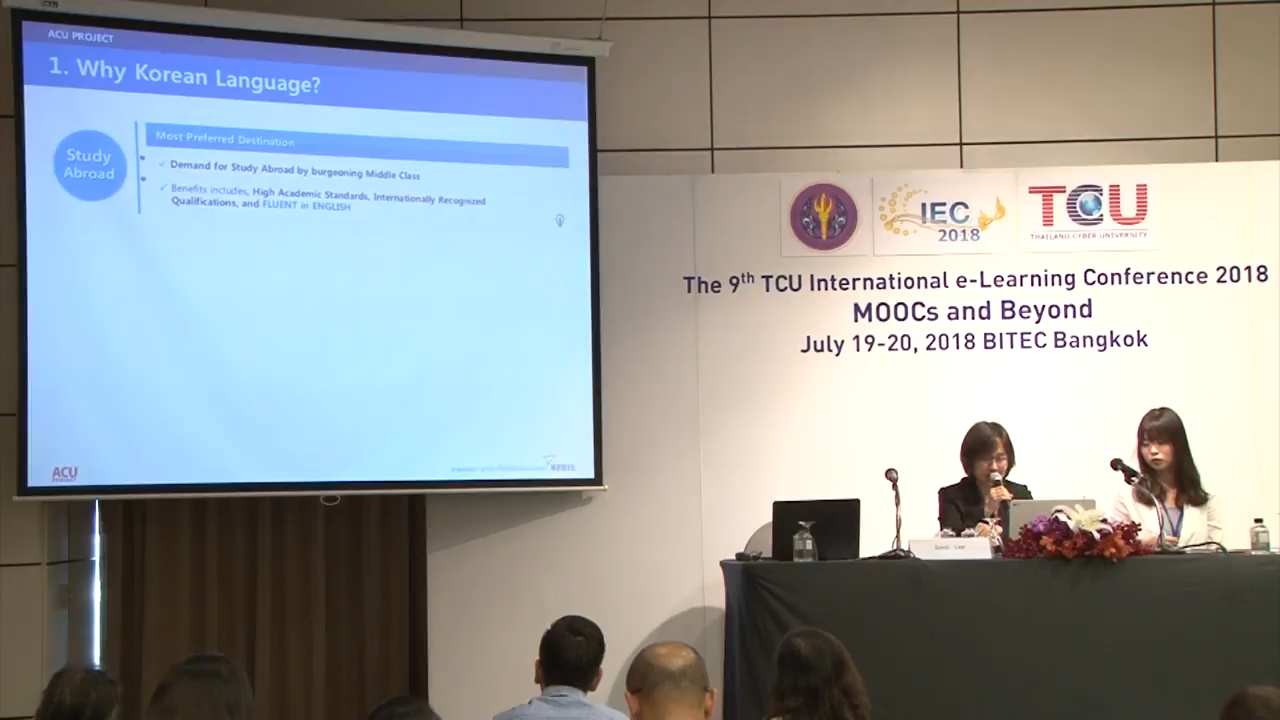 ACU PROJECT
1. Why Korean Language?
Study
Abroad
Most Preferred Destination
✓ Demand for Study Abroad by burgeoning Middle Class
✓ Benefits includes, High Academic Standards, Internationally Recognized
Qualifications, and FLUENT in ENGLISH
ACU
PROJECT
KERIS
IEC
2018
TCU
THAILAND CYBER UNIVERSITY
The 9th TCU International e-Learning Conference 2018
MOOCs and Beyond
July 19-20, 2018 BITEC Bangkok
Lee